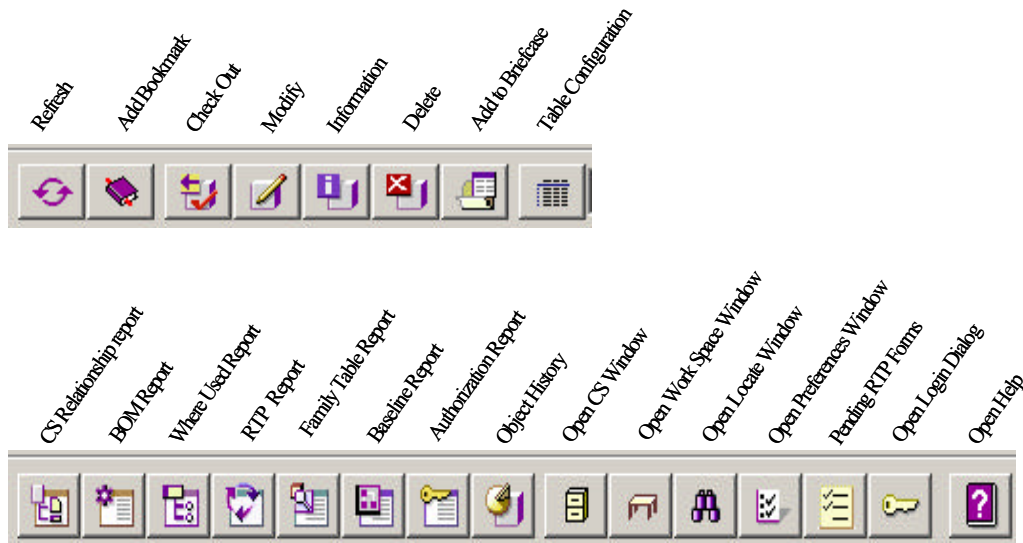 Refresh
Add Bookmark
Check Out
Modify
Information
Delete
Add to Briefcase
Table Configuration
i
CS Relationship report
BOM Report
Where Used Report
RTP Report
Family Table Report
Baseline Report
Authorization Report
Object History
Open CS Window
Open Work Space Window
Open Locate Window
Open Preferences Window
Pending RTP Forms
Open Login Dialog
Open Help
?